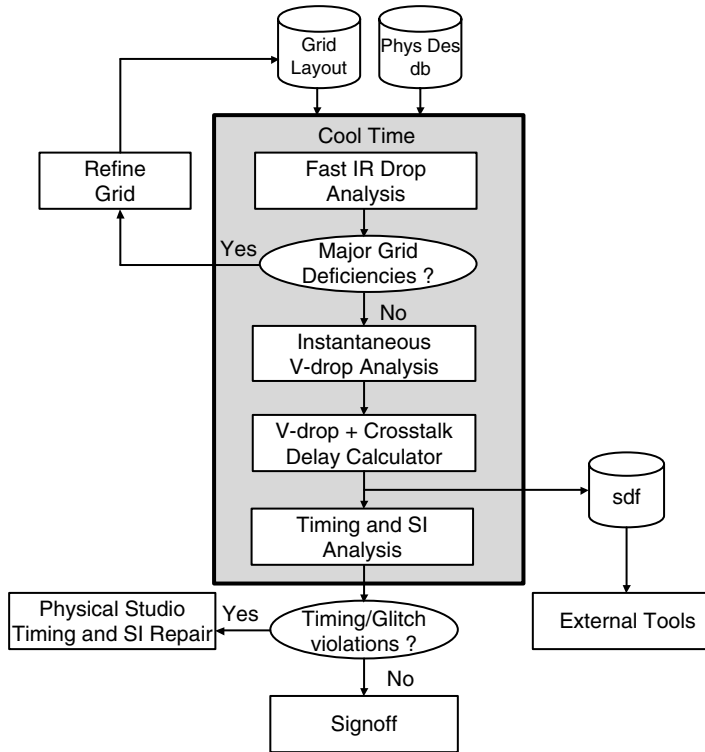 Grid
Layout
Phys Des
db
Cool Time
Refine
Grid
Fast IR Drop
Analysis
Yes
Major Grid
Deficiencies ?
No
Instantaneous
V-drop Analysis
V-drop + Crosstalk
Delay Calculator
sdf
Timing and SI
Analysis
Physical Studio
Timing and SI Repair
Yes
Timing/Glitch
violations ?
External Tools
No
Signoff